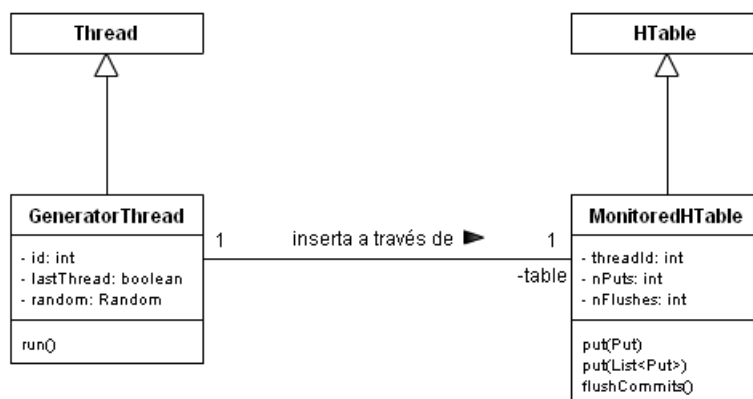 Thread
HTable
GeneratorThread
- id: int
- lastThread: boolean
- random: Random
run()
1
inserta a través de
1
-table
MonitoredHTable
- threadId: int
- nPuts: int
- nFlushes: int
put(Put)
put(List<Put>)
flushCommits()